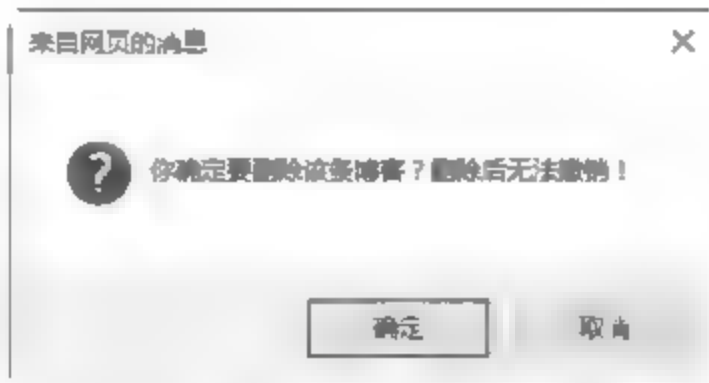 来自网页的消息
你确定要删除该条博客？删除后无法撤销！
确定
取消